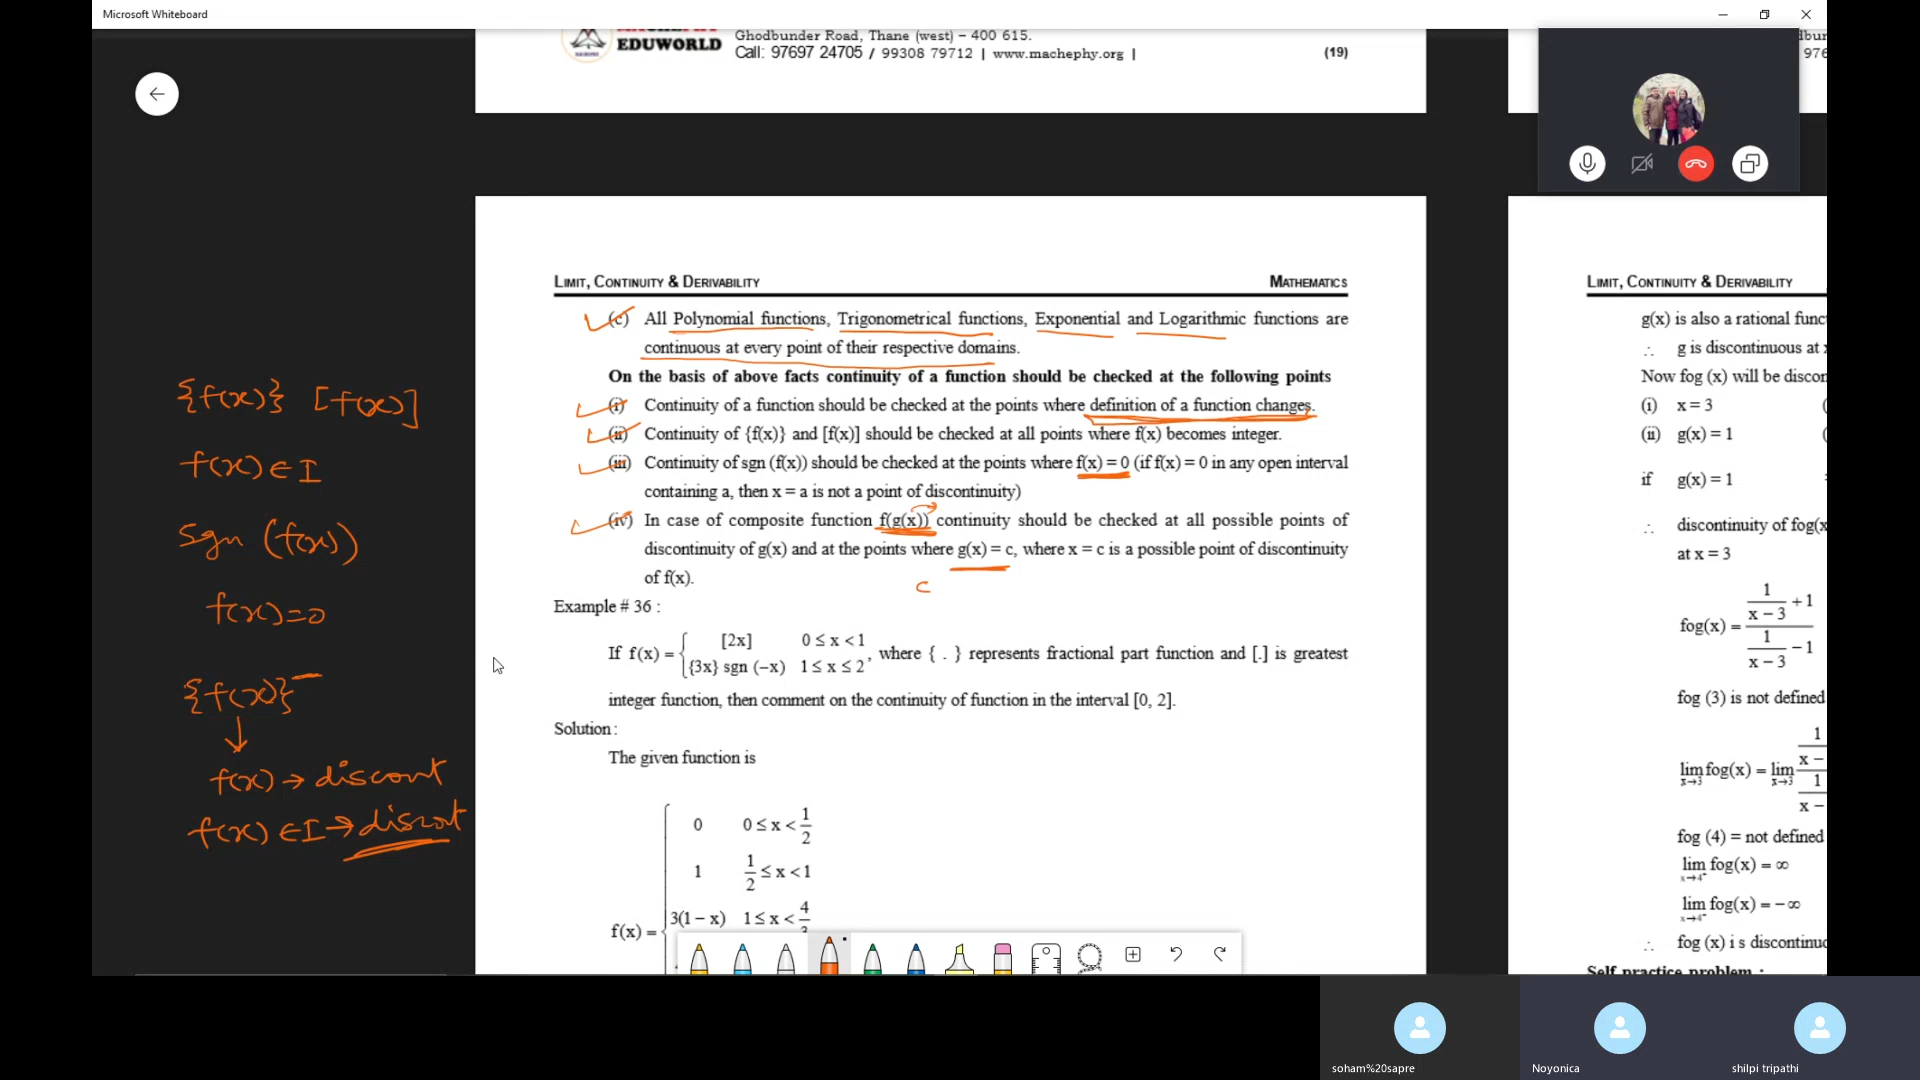 Microsoft Whiteboard
EDUWORLD
Ghodbunder Road, Thane (west) – 400 615.
Call: 97697 24705 / 99308 79712 | www.machephy.org |
(19)
LIMIT, CONTINUITY & DERIVABILITY MATHEMATICS
(c) All Polynomial functions, Trigonometrical functions, Exponential and Logarithmic functions are
continuous at every point of their respective domains.
On the basis of above facts continuity of a function should be checked at the following points
(i) Continuity of a function should be checked at the points where definition of a function changes.
(ii) Continuity of {f(x)} and [f(x)] should be checked at all points where f(x) becomes integer.
(iii) Continuity of sgn (f(x)) should be checked at the points where f(x) = 0 (if f(x) = 0 in any open interval
containing a, then x = a is not a point of discontinuity)
(iv) In case of composite function f(g(x)) continuity should be checked at all possible points of
discontinuity of g(x) and at the points where g(x) = c, where x = c is a possible point of discontinuity
of f(x).
c
Example # 36 :
If f(x) = { [2x] 0 ≤ x < 1
{3x} sgn (−x) 1 ≤ x ≤ 2 , where { . } represents fractional part function and [.] is greatest
integer function, then comment on the continuity of function in the interval [0, 2].
Solution :
The given function is
f(x) =
0 0 ≤ x < 1/2
1 1/2 ≤ x < 1
3(1 − x) 1 ≤ x < 4/3
{f(x)} [f(x)]
f(x) ∈ I
Sgn (f(x))
f(x)=0
{f(x)}
↓
f(x) → discont
f(x) ∈ I → discont
LIMIT, CONTINUITY & DERIVABILITY
g(x) is also a rational func
∴ g is discontinuous at
Now fog (x) will be discon
(i) x = 3
(ii) g(x) = 1
if g(x) = 1
∴ discontinuity of fog(x
at x = 3
fog(x) = (1/(x − 3) + 1)/(1/(x − 3) − 1)
fog (3) is not defined
lim x→3 fog(x) = lim x→3
fog (4) = not defined
lim fog(x) = ∞
lim fog(x) = − ∞
∴ fog (x) i s discontinuo
Self practice problem :
soham%20sapre
Noyonica
shilpi tripathi